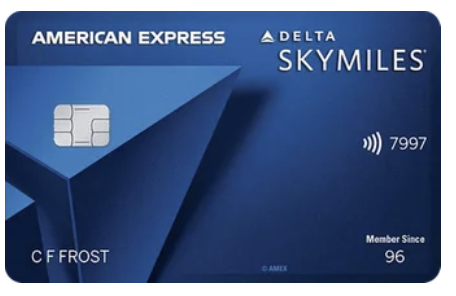 AMERICAN EXPRESS
DELTA
SKYMILES®
7997
Member Since
C F FROST
96
© AMEX